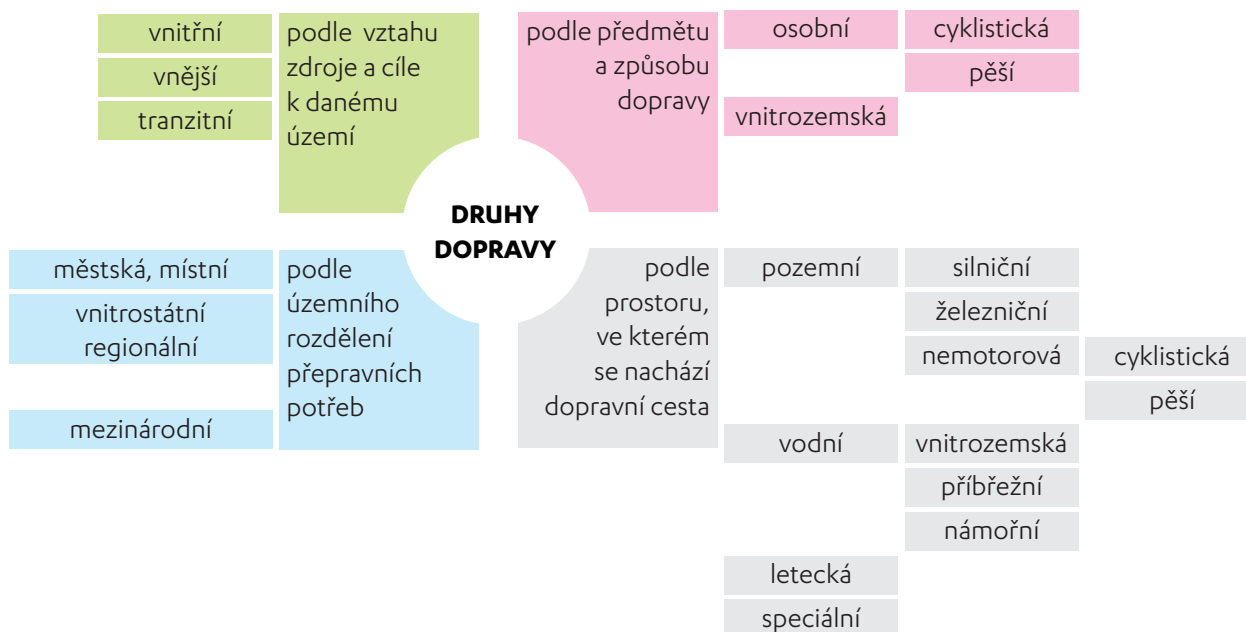 vnitřní
vnější
tranzitní
podle vztahu
zdroje a cíle
k danému
území
podle předmětu
a způsobu
dopravy
osobní
cyklistická
pěší
vnitrozemská
DRUHY
DOPRAVY
městská, místní
vnitrostátní
regionální
mezinárodní
podle
územního
rozdělení
přepravních
potřeb
podle
prostoru,
ve kterém
se nachází
dopravní cesta
pozemní
silniční
železniční
nemotorová
cyklistická
pěší
vodní
vnitrozemská
příbřežní
námořní
letecká
speciální